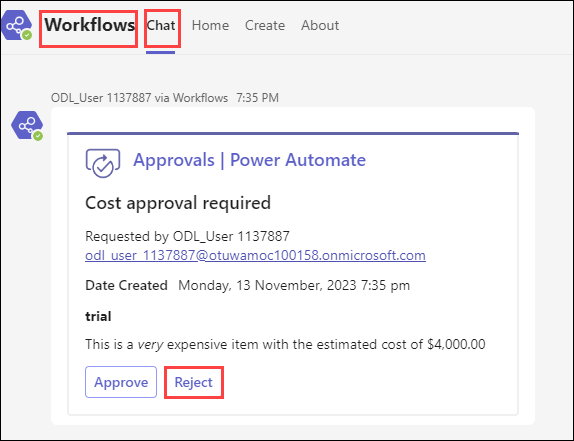 Workflows Chat Home Create About
ODL_User 1137887 via Workflows 7:35 PM
Approvals | Power Automate
Cost approval required
Requested by ODL_User 1137887
odl_user_1137887@otuwamoc100158.onmicrosoft.com
Date Created Monday, 13 November, 2023 7:35 pm
trial
This is a very expensive item with the estimated cost of $4,000.00
Approve Reject